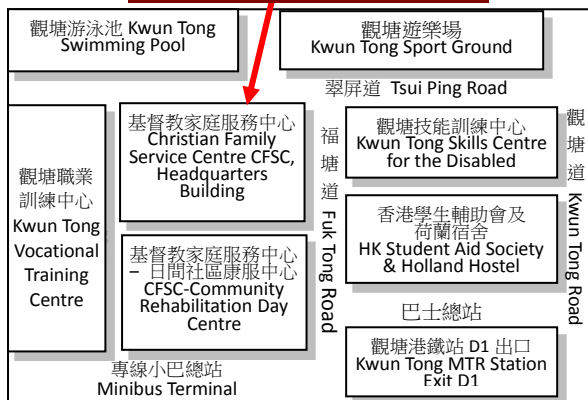 觀塘游泳池 Kwun Tong
Swimming Pool
觀塘遊樂場
Kwun Tong Sport Ground
翠屏道 Tsui Ping Road
觀塘職業
訓練中心
Kwun Tong
Vocational
Training
Centre
基督教家庭服務中心
Christian Family
Service Centre CFSC,
Headquarters
Building
基督教家庭服務中心
– 日間社區康服中心
CFSC-Community
Rehabilitation Day
Centre
專線小巴總站
Minibus Terminal
福塘道 Fuk Tong Road
觀塘技能訓練中心
Kwun Tong Skills Centre
for the Disabled
香港學生輔助會及
荷蘭宿舍
HK Student Aid Society
& Holland Hostel
巴士總站
觀塘港鐵站 D1 出口
Kwun Tong MTR Station
Exit D1
觀塘道 Kwun Tong Road